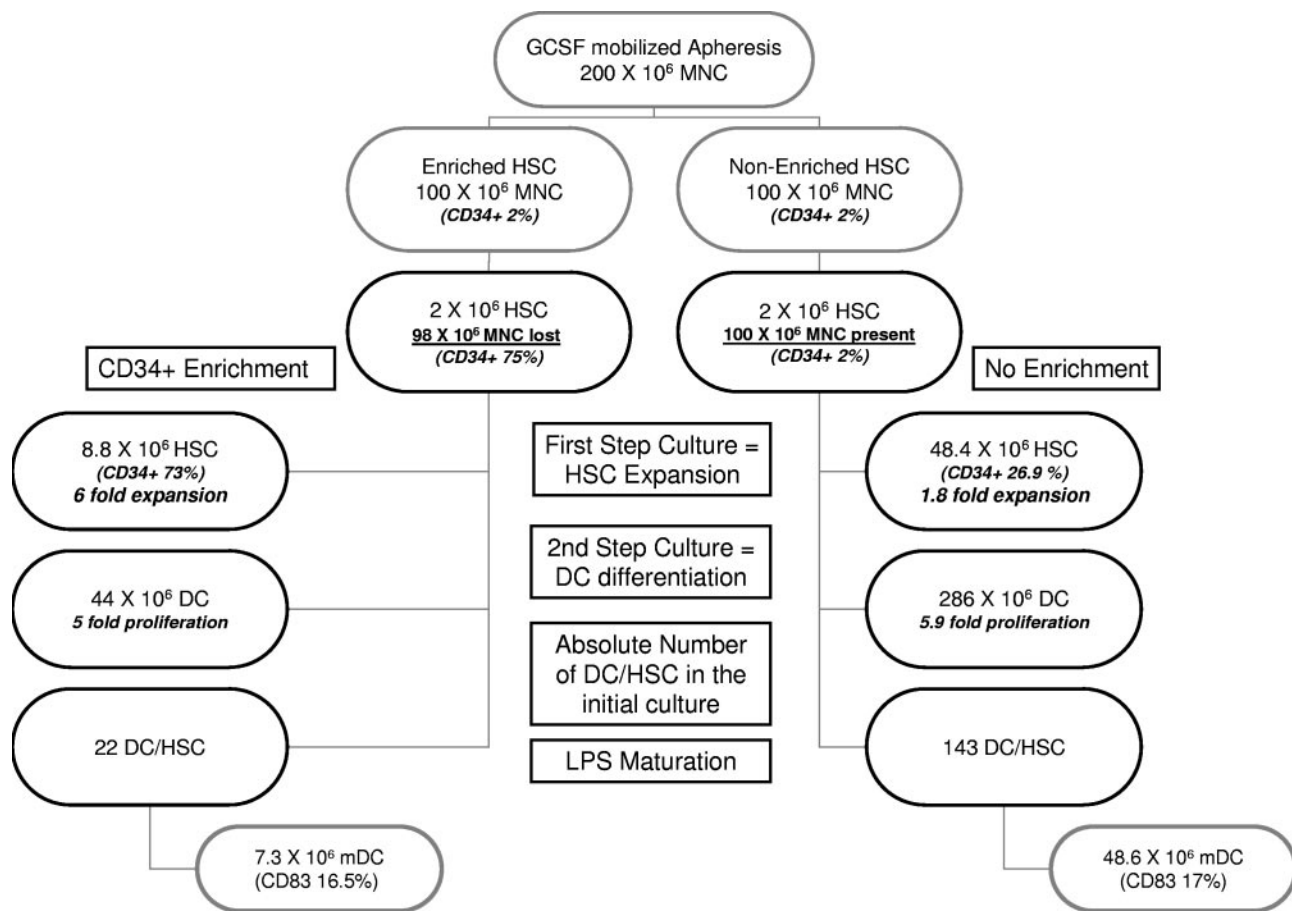 GCSF mobilized Apheresis
200 X 10⁶ MNC
Enriched HSC
100 X 10⁶ MNC
(CD34+ 2%)
Non-Enriched HSC
100 X 10⁶ MNC
(CD34+ 2%)
2 X 10⁶ HSC
98 X 10⁶ MNC lost
(CD34+ 75%)
2 X 10⁶ HSC
100 X 10⁶ MNC present
(CD34+ 2%)
CD34+ Enrichment
No Enrichment
8.8 X 10⁶ HSC
(CD34+ 73%)
6 fold expansion
First Step Culture =
HSC Expansion
48.4 X 10⁶ HSC
(CD34+ 26.9 %)
1.8 fold expansion
44 X 10⁶ DC
5 fold proliferation
2nd Step Culture =
DC differentiation
286 X 10⁶ DC
5.9 fold proliferation
Absolute Number
of DC/HSC in the
initial culture
22 DC/HSC
LPS Maturation
143 DC/HSC
7.3 X 10⁶ mDC
(CD83 16.5%)
48.6 X 10⁶ mDC
(CD83 17%)